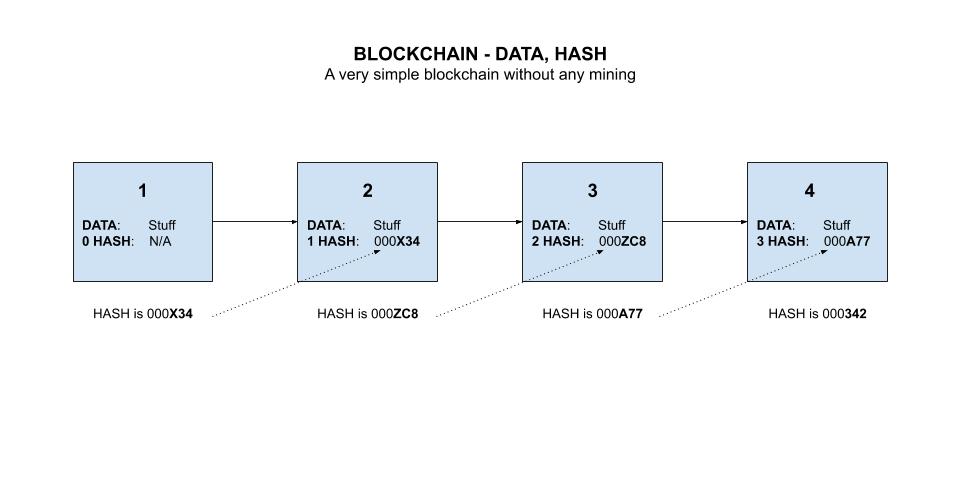 BLOCKCHAIN - DATA, HASH
A very simple blockchain without any mining
1
DATA: Stuff
0 HASH: N/A
HASH is 000X34
2
DATA: Stuff
1 HASH: 000X34
HASH is 000ZC8
3
DATA: Stuff
2 HASH: 000ZC8
HASH is 000A77
4
DATA: Stuff
3 HASH: 000A77
HASH is 000342